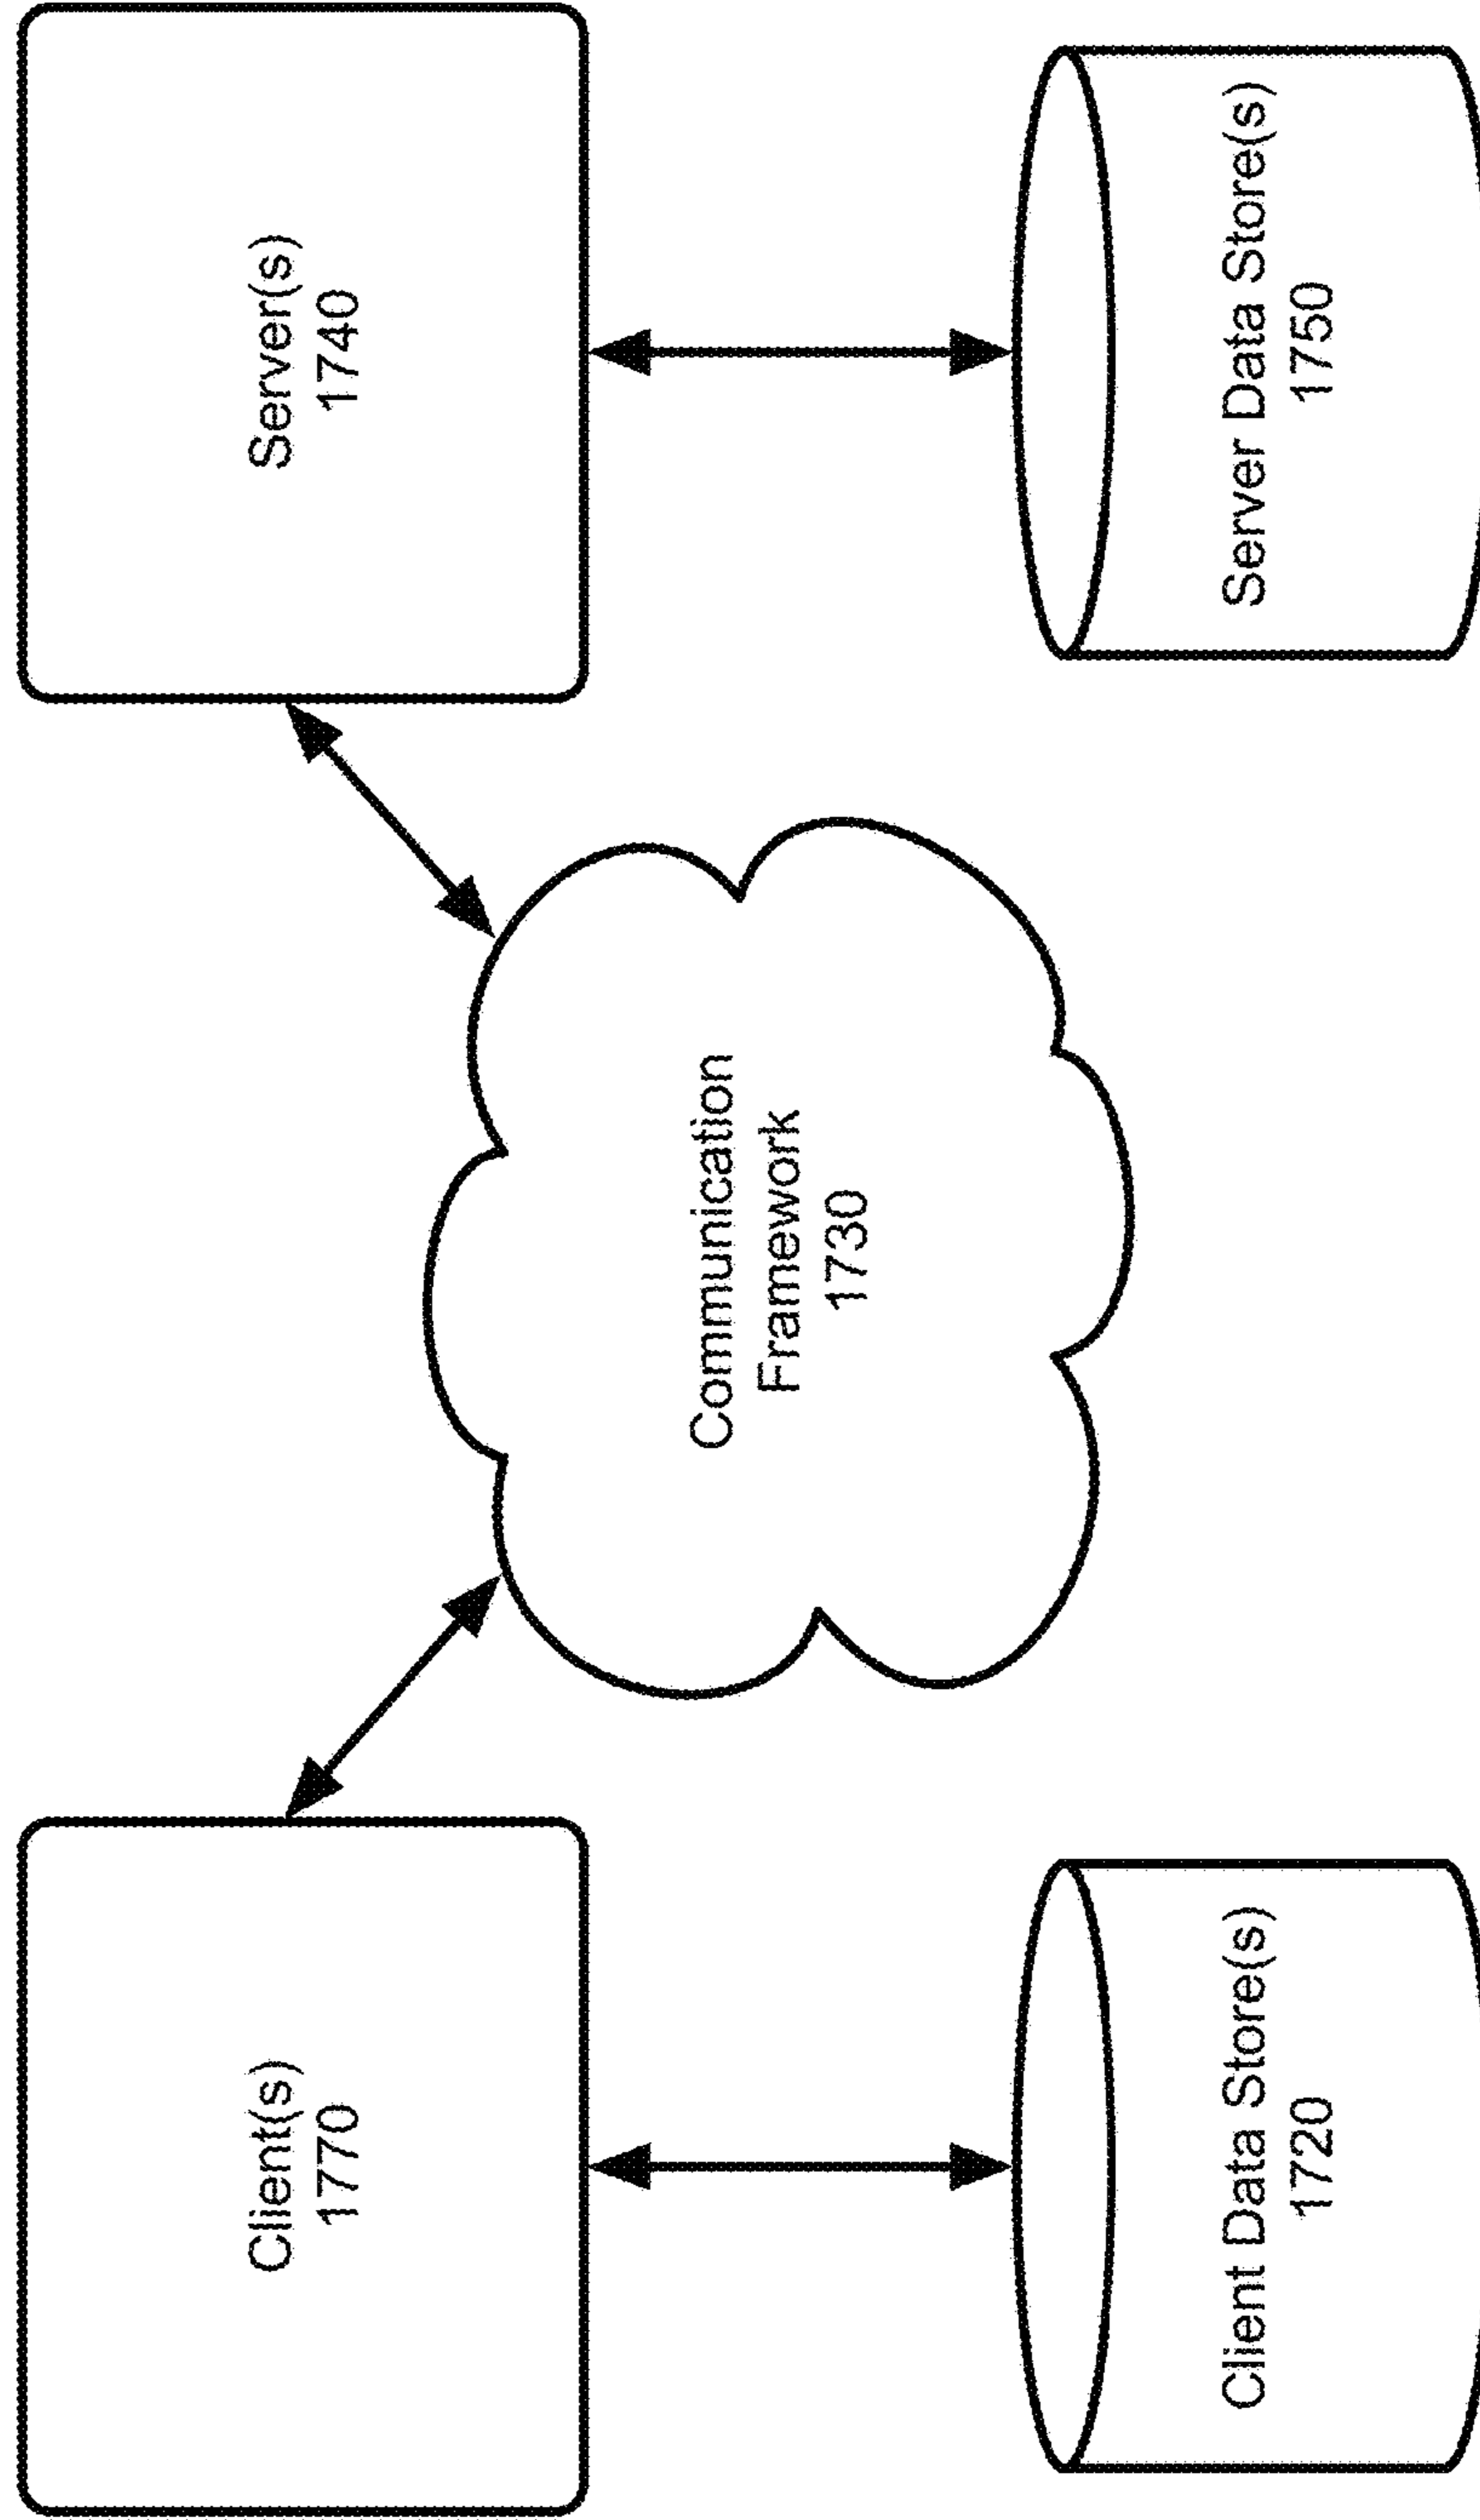 Client(s)
1770
Server(s)
1740
Communication
Framework
1730
Client Data Store(s)
1720
Server Data Store(s)
1750